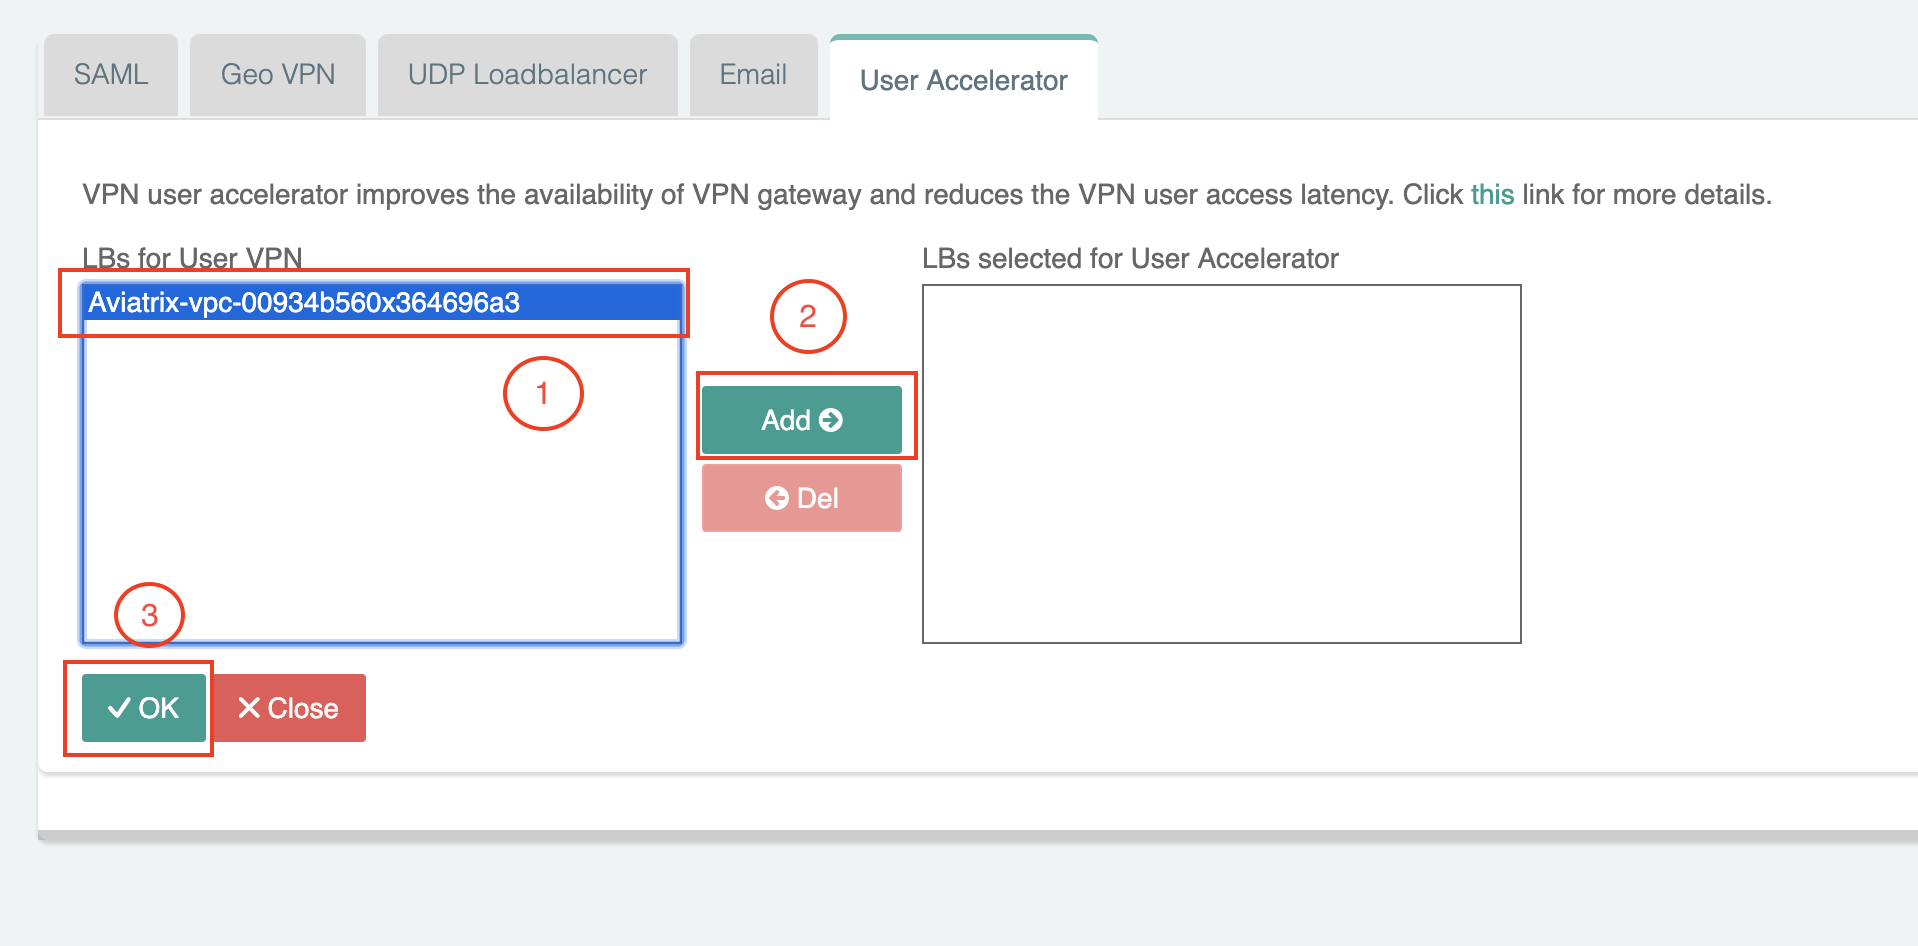 SAML
Geo VPN
UDP Loadbalancer
Email
User Accelerator
VPN user accelerator improves the availability of VPN gateway and reduces the VPN user access latency. Click this link for more details.
LBs for User VPN
LBs selected for User Accelerator
Aviatrix-vpc-00934b560x364696a3
2
1
Add
Del
3
OK
Close